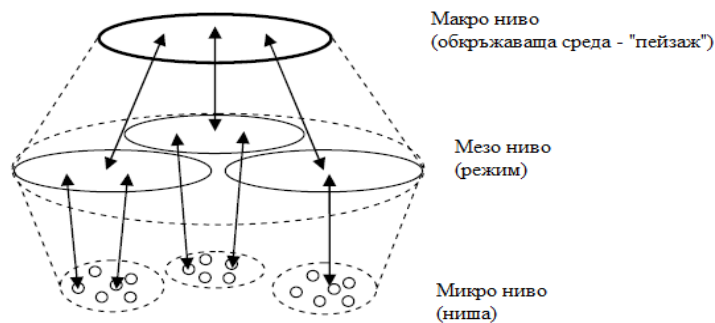 Макро ниво
(обкръжаваща среда - "пейзаж")
Мезо ниво
(режим)
Микро ниво
(ниша)